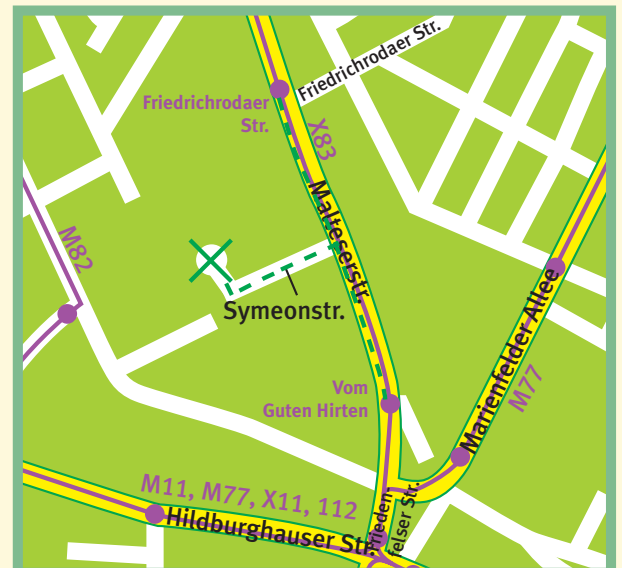 Friedrichrodaer Str.
Friedrichrodaer
Str.
X83
Malteserstr.
M82
Symeonstr.
Marienfelder Allee
M77
Vom
Guten Hirten
M11, M77, X11, 112
Hildburghauser Str.
Frieden-
felser Str.